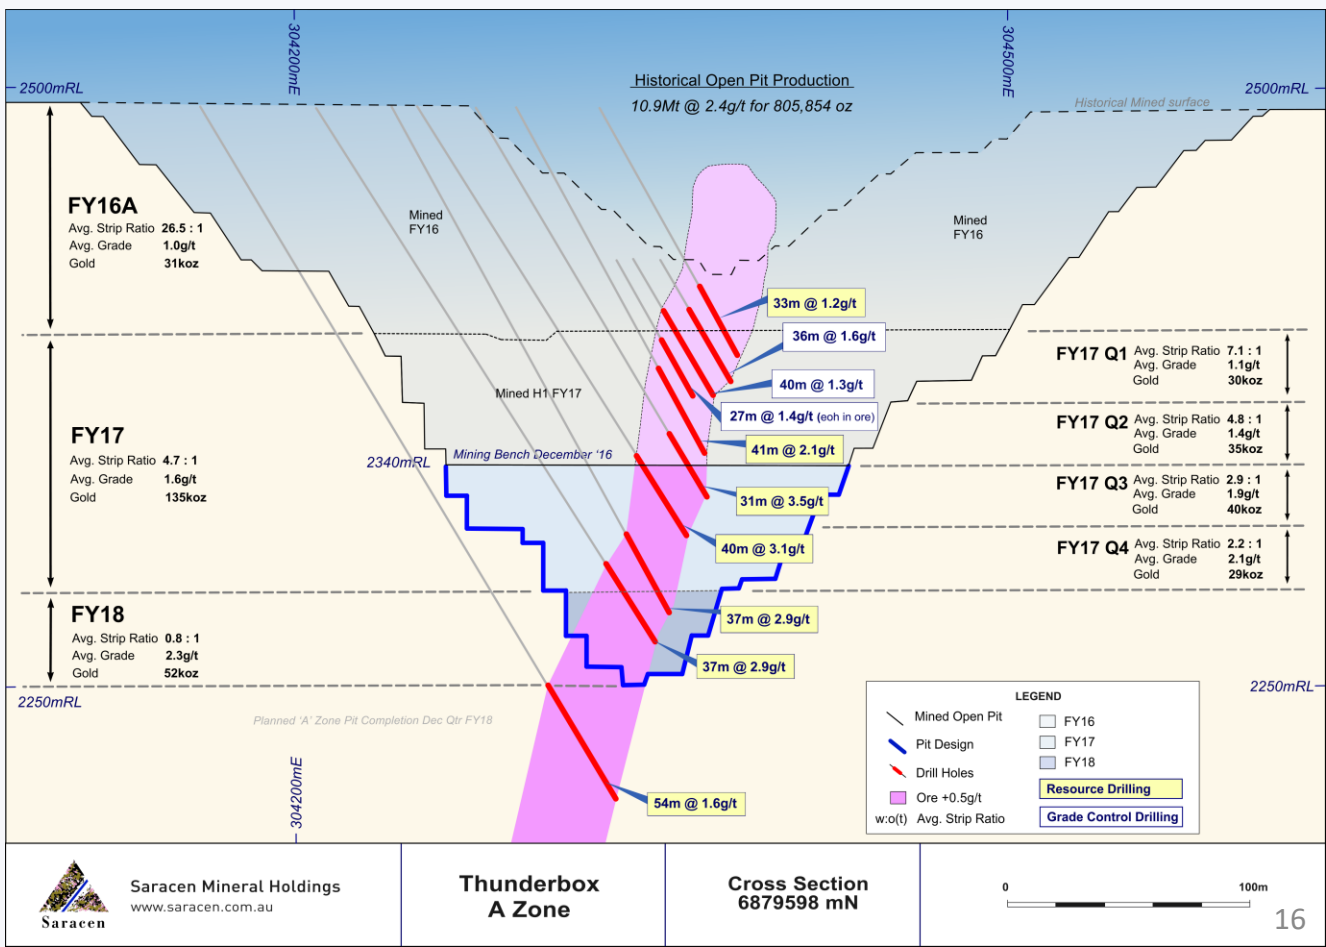 304200mE
304500mE
2500mRL
2500mRL
Historical Open Pit Production
10.9Mt @ 2.4g/t for 805,854 oz
Historical Mined surface
FY16A
Avg. Strip Ratio 26.5 : 1
Avg. Grade 1.0g/t
Gold 31koz
Mined
FY16
Mined
FY16
33m @ 1.2g/t
36m @ 1.6g/t
40m @ 1.3g/t
27m @ 1.4g/t (eoh in ore)
41m @ 2.1g/t
31m @ 3.5g/t
40m @ 3.1g/t
37m @ 2.9g/t
37m @ 2.9g/t
54m @ 1.6g/t
Mined H1 FY17
FY17
Avg. Strip Ratio 4.7 : 1
Avg. Grade 1.6g/t
Gold 135koz
2340mRL
Mining Bench December '16
FY17 Q1
Avg. Strip Ratio 7.1 : 1
Avg. Grade 1.1g/t
Gold 30koz
FY17 Q2
Avg. Strip Ratio 4.8 : 1
Avg. Grade 1.4g/t
Gold 35koz
FY17 Q3
Avg. Strip Ratio 2.9 : 1
Avg. Grade 1.9g/t
Gold 40koz
FY17 Q4
Avg. Strip Ratio 2.2 : 1
Avg. Grade 2.1g/t
Gold 29koz
FY18
Avg. Strip Ratio 0.8 : 1
Avg. Grade 2.3g/t
Gold 52koz
2250mRL
2250mRL
Planned 'A' Zone Pit Completion Dec Qtr FY18
304200mE
LEGEND
Mined Open Pit
Pit Design
Drill Holes
Ore +0.5g/t
w:o(t) Avg. Strip Ratio
FY16
FY17
FY18
Resource Drilling
Grade Control Drilling
Saracen
Saracen Mineral Holdings
www.saracen.com.au
Thunderbox
A Zone
Cross Section
6879598 mN
0 100m
16